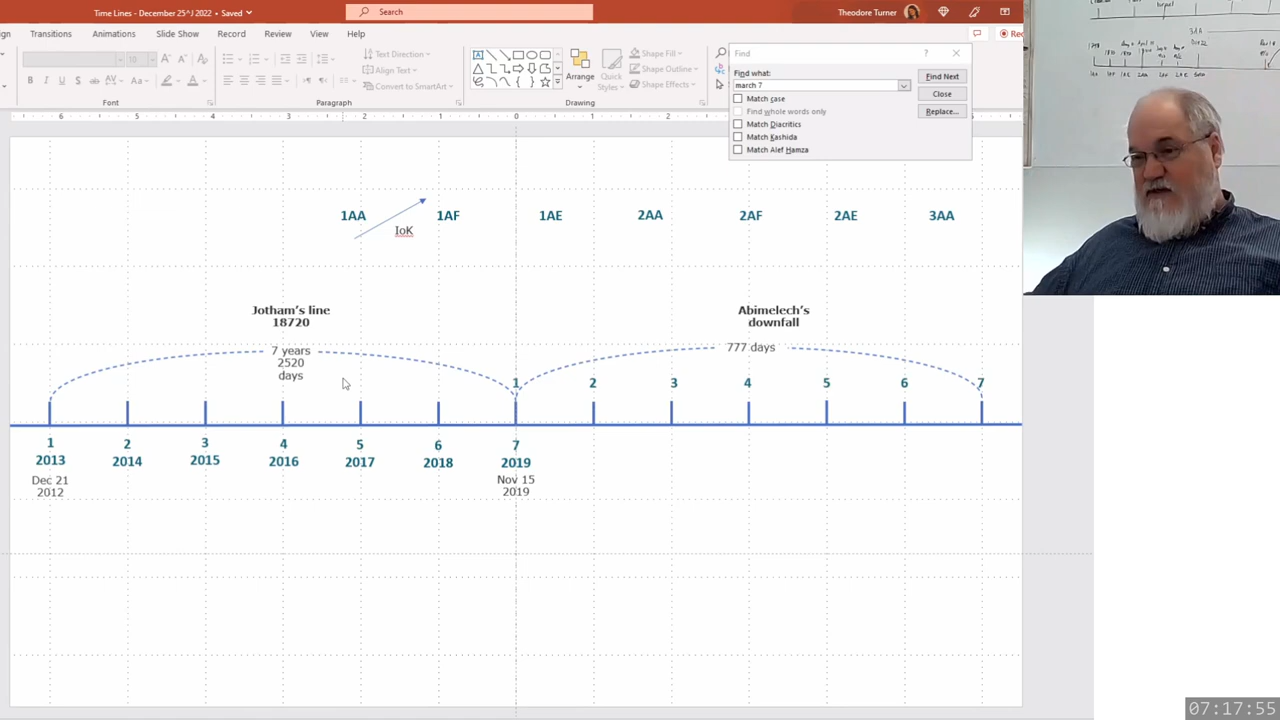 Time Lines - December 25^J 2022 • Saved
Search
Theodore Turner
Transitions Animations Slide Show Record Review View Help
Text Direction
Align Text
Convert to SmartArt
Arrange
Quick
Styles
Shape Fill
Shape Outline
Shape Effects
Font
Paragraph
Drawing
Find
? 
Find what:
march 7
Match case
Find whole words only
Match Diacritics
Match Kashida
Match Alef Hamza
Find Next
Close
Replace...
1AA 1AF 1AE 2AA 2AF 2AE 3AA
IoK
Jotham's line
18720
Abimelech's
downfall
7 years
2520
days
777 days
1 2 3 4 5 6 7
1 2 3 4 5 6 7
2013 2014 2015 2016 2017 2018 2019
Dec 21
2012
Nov 15
2019
07:17:55